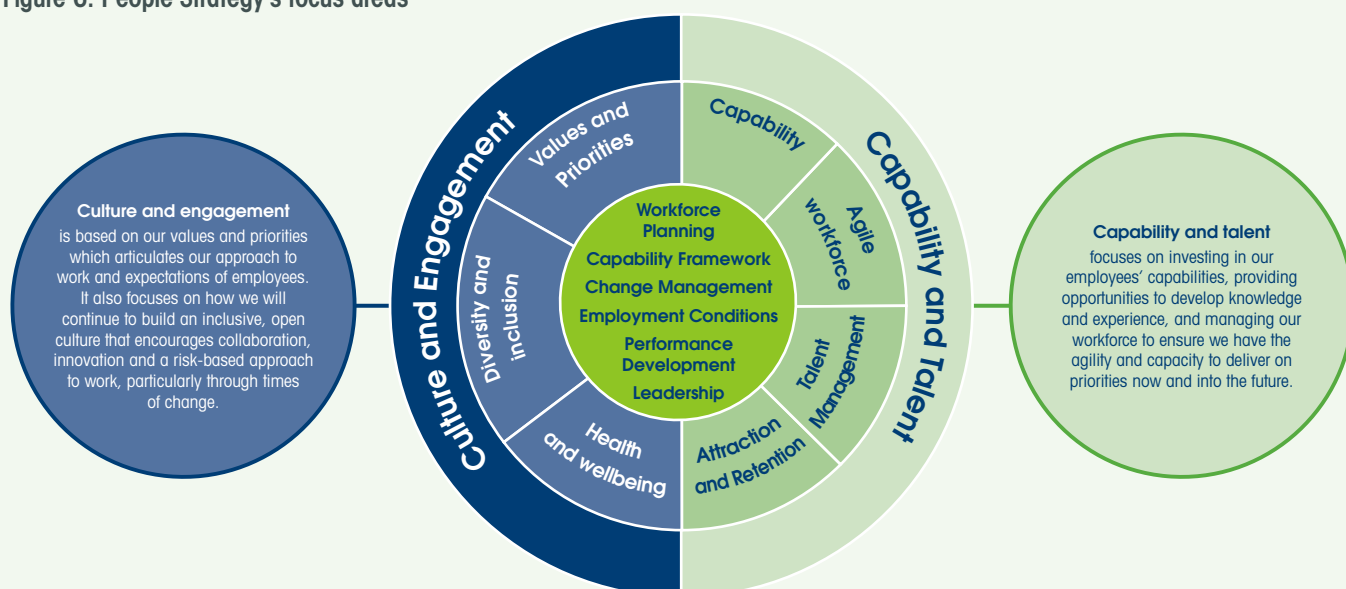 People Strategy's focus areas
Culture and engagement
is based on our values and priorities
which articulates our approach to
work and expectations of employees.
It also focuses on how we will
continue to build an inclusive, open
culture that encourages collaboration,
innovation and a risk-based approach
to work, particularly through times
of change.
Culture and Engagement
Values and
Priorities
Diversity and
inclusion
Health
and wellbeing
Workforce
Planning
Capability Framework
Change Management
Employment Conditions
Performance
Development
Leadership
Capability
Agile
workforce
Talent
Management
Attraction
and Retention
Capability and Talent
Capability and talent
focuses on investing in our
employees' capabilities, providing
opportunities to develop knowledge
and experience, and managing our
workforce to ensure we have the
agility and capacity to deliver on
priorities now and into the future.